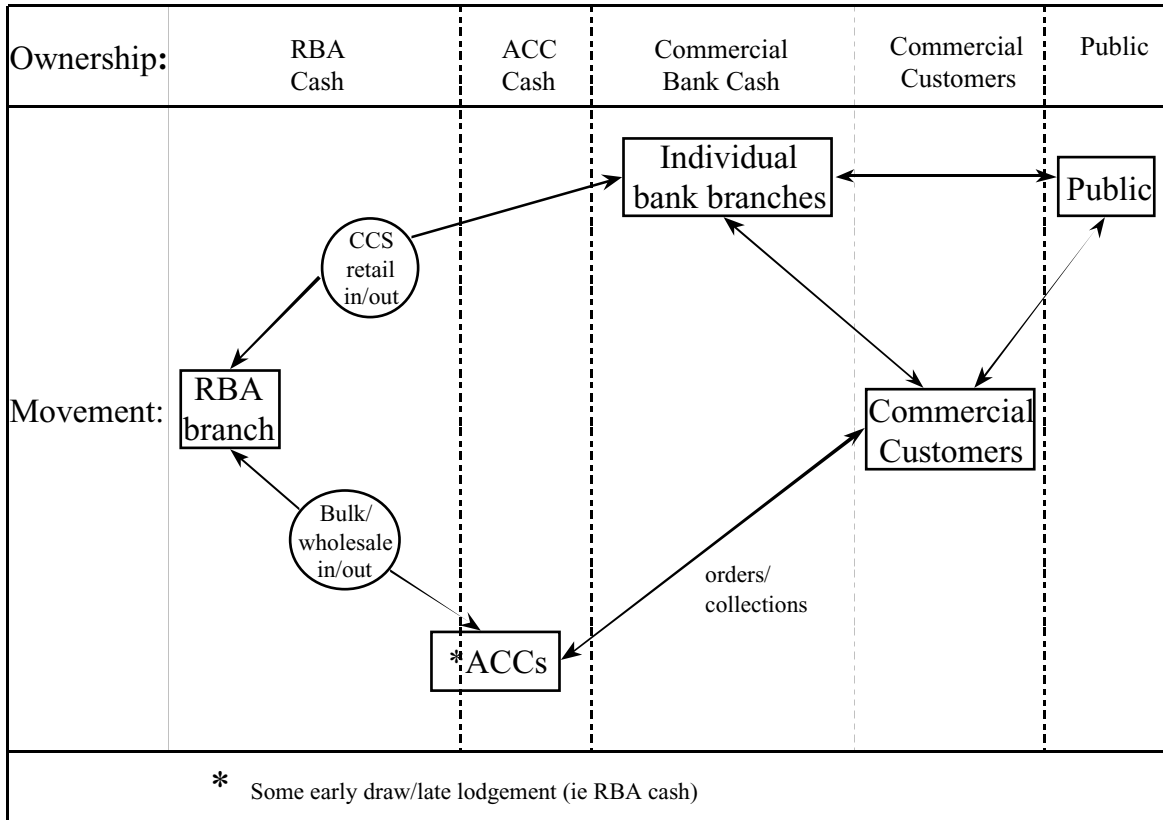 Ownership:
RBA
Cash
ACC
Cash
Commercial
Bank Cash
Commercial
Customers
Public
Movement:
Individual
bank branches
Public
CCS
retail
in/out
RBA
branch
Commercial
Customers
Bulk/
wholesale
in/out
orders/
collections
*ACCs
* Some early draw/late lodgement (ie RBA cash)